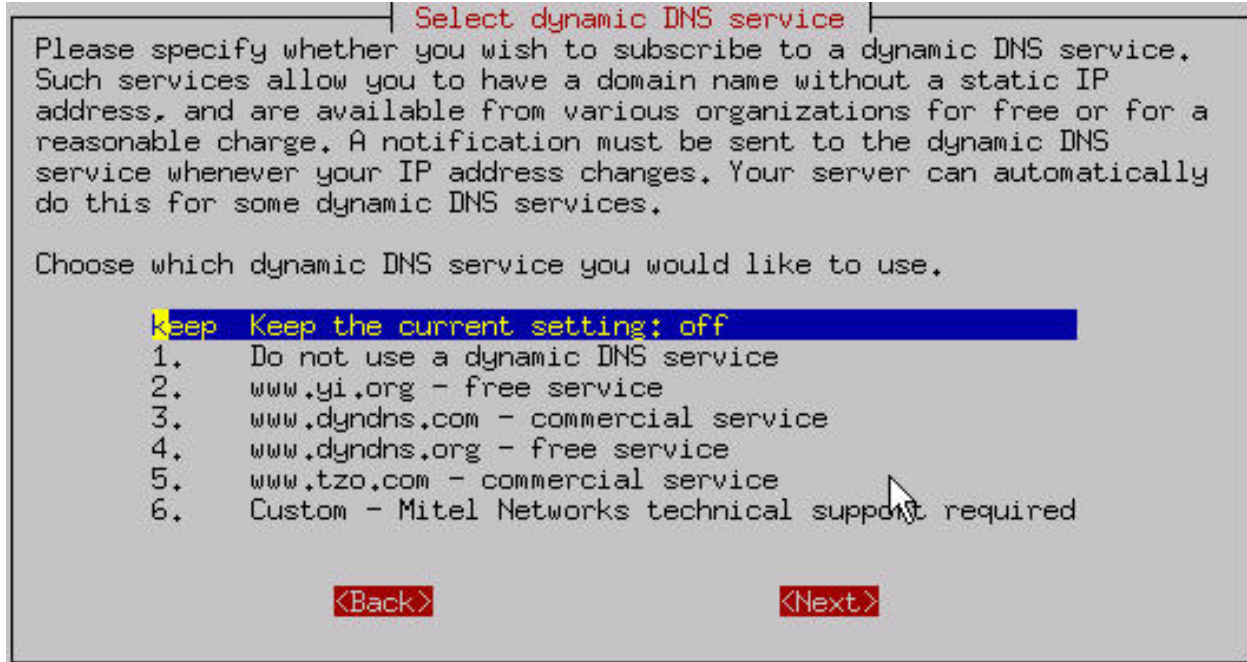 Select dynamic DNS service
Please specify whether you wish to subscribe to a dynamic DNS service.
Such services allow you to have a domain name without a static IP
address, and are available from various organizations for free or for a
reasonable charge. A notification must be sent to the dynamic DNS
service whenever your IP address changes. Your server can automatically
do this for some dynamic DNS services.
Choose which dynamic DNS service you would like to use.
keep Keep the current setting: off
1. Do not use a dynamic DNS service
2. www.yi.org - free service
3. www.dyndns.com - commercial service
4. www.dyndns.org - free service
5. www.tzo.com - commercial service
6. Custom - Mitel Networks technical support required
<Back> <Next>